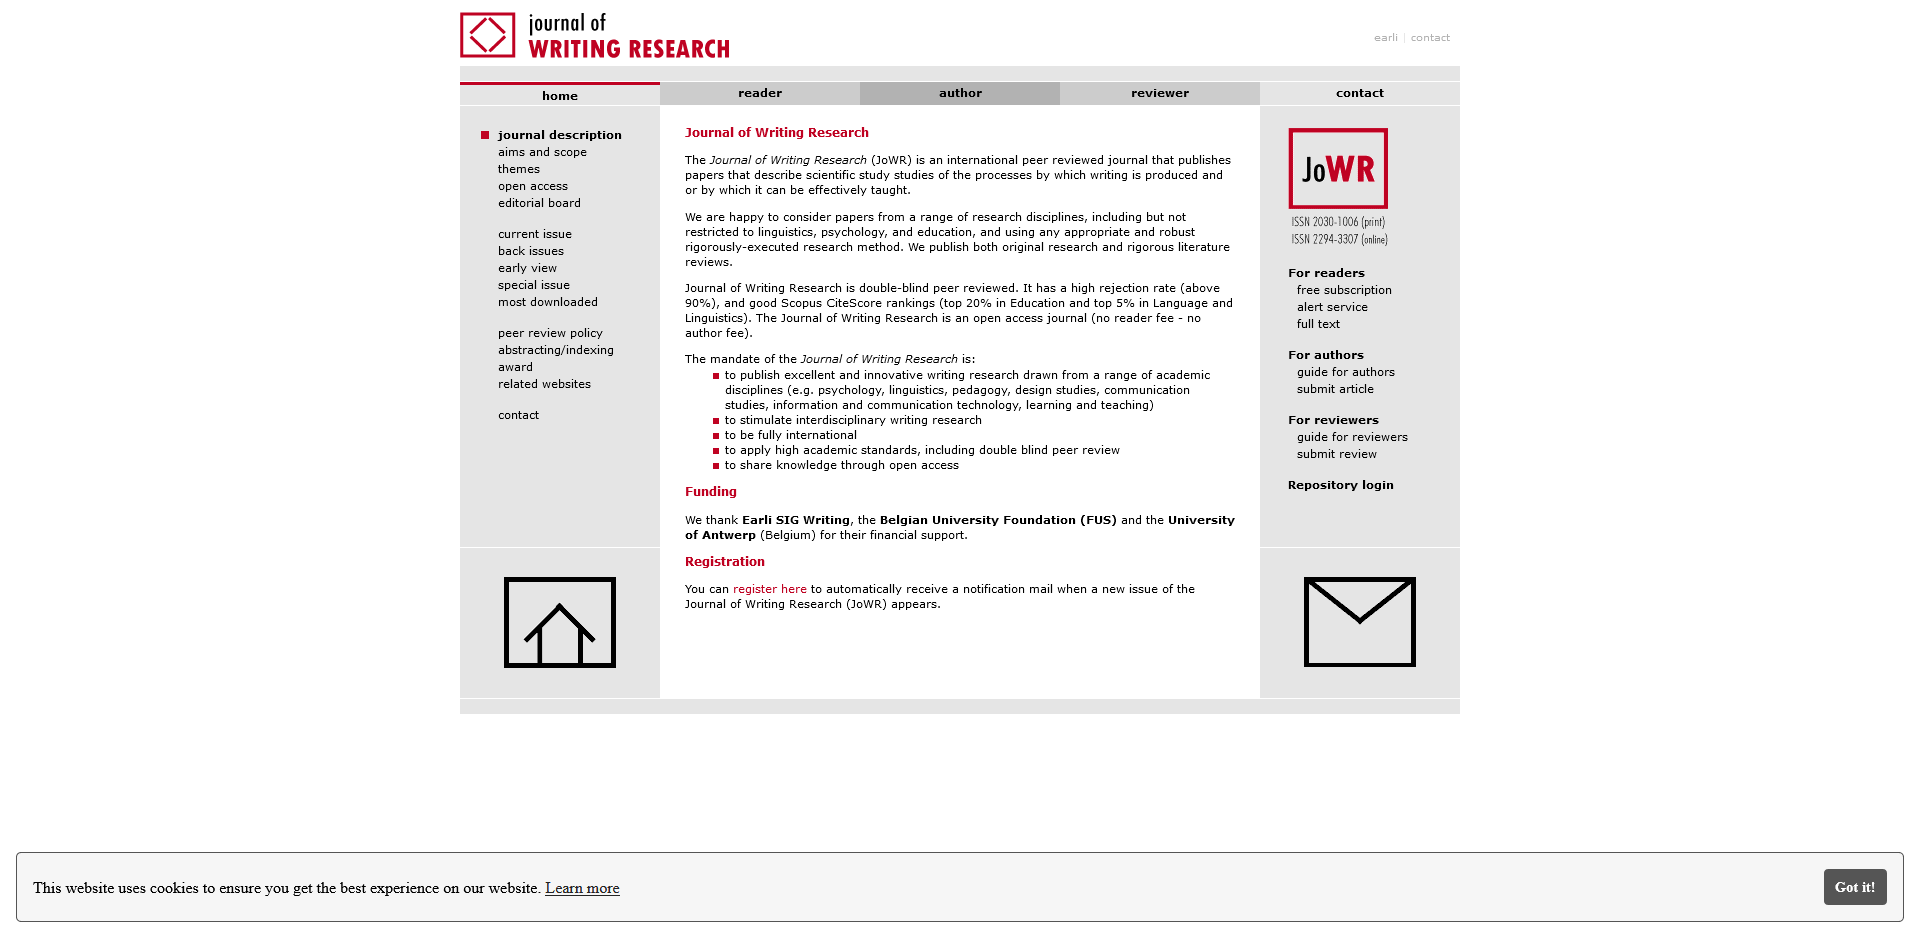 journal of
WRITING RESEARCH
earli | contact
home
reader
author
reviewer
contact
journal description
aims and scope
themes
open access
editorial board
current issue
back issues
early view
special issue
most downloaded
peer review policy
abstracting/indexing
award
related websites
contact
Journal of Writing Research
The Journal of Writing Research (JoWR) is an international peer reviewed journal that publishes
papers that describe scientific study studies of the processes by which writing is produced and
or by which it can be effectively taught.
We are happy to consider papers from a range of research disciplines, including but not
restricted to linguistics, psychology, and education, and using any appropriate and robust
rigorously-executed research method. We publish both original research and rigorous literature
reviews.
Journal of Writing Research is double-blind peer reviewed. It has a high rejection rate (above
90%), and good Scopus CiteScore rankings (top 20% in Education and top 5% in Language and
Linguistics). The Journal of Writing Research is an open access journal (no reader fee - no
author fee).
The mandate of the Journal of Writing Research is:
to publish excellent and innovative writing research drawn from a range of academic
disciplines (e.g. psychology, linguistics, pedagogy, design studies, communication
studies, information and communication technology, learning and teaching)
to stimulate interdisciplinary writing research
to be fully international
to apply high academic standards, including double blind peer review
to share knowledge through open access
Funding
We thank Earli SIG Writing, the Belgian University Foundation (FUS) and the University
of Antwerp (Belgium) for their financial support.
Registration
You can register here to automatically receive a notification mail when a new issue of the
Journal of Writing Research (JoWR) appears.
JoWR
ISSN 2030-1006 (print)
ISSN 2294-3307 (online)
For readers
free subscription
alert service
full text
For authors
guide for authors
submit article
For reviewers
guide for reviewers
submit review
Repository login
This website uses cookies to ensure you get the best experience on our website. Learn more
Got it!